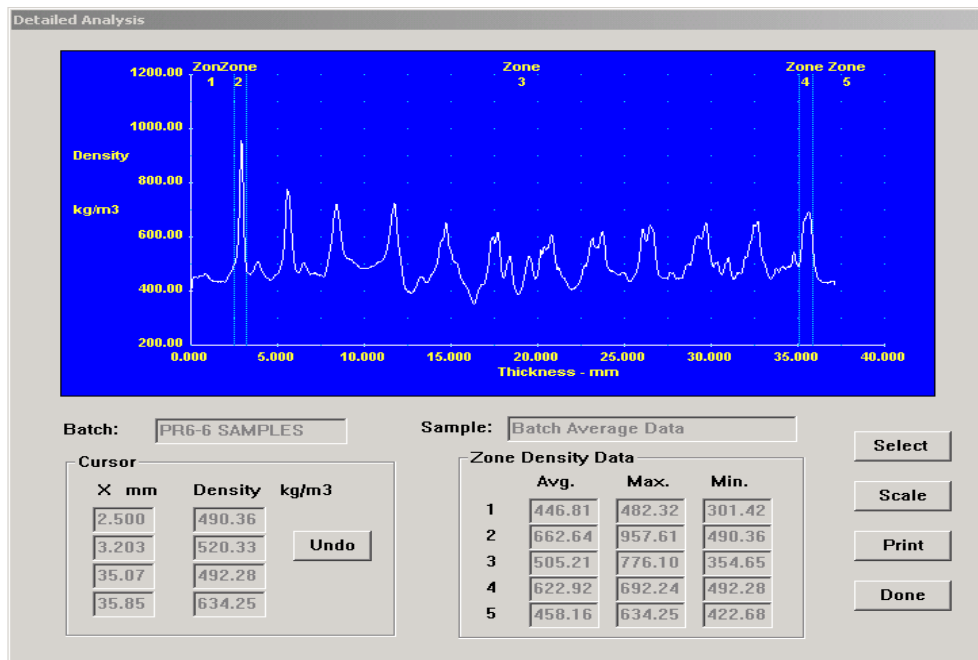 Detailed Analysis
1200.00 Zon Zone Zone Zone Zone
1 2 3 4 5
1000.00
Density
800.00
kg/m3
600.00
400.00
200.00
0.000 5.000 10.000 15.000 20.000 25.000 30.000 35.000 40.000
Thickness - mm
Batch: PR6-6 SAMPLES Sample: Batch Average Data
Select
Cursor Zone Density Data
X mm Density kg/m3 Avg. Max. Min.
Scale
2.500 490.36 1 446.81 482.32 301.42
3.203 520.33 Undo 2 662.64 957.61 490.36
Print
35.07 492.28 3 505.21 776.10 354.65
35.85 634.25 4 622.92 692.24 492.28
Done
5 458.16 634.25 422.68